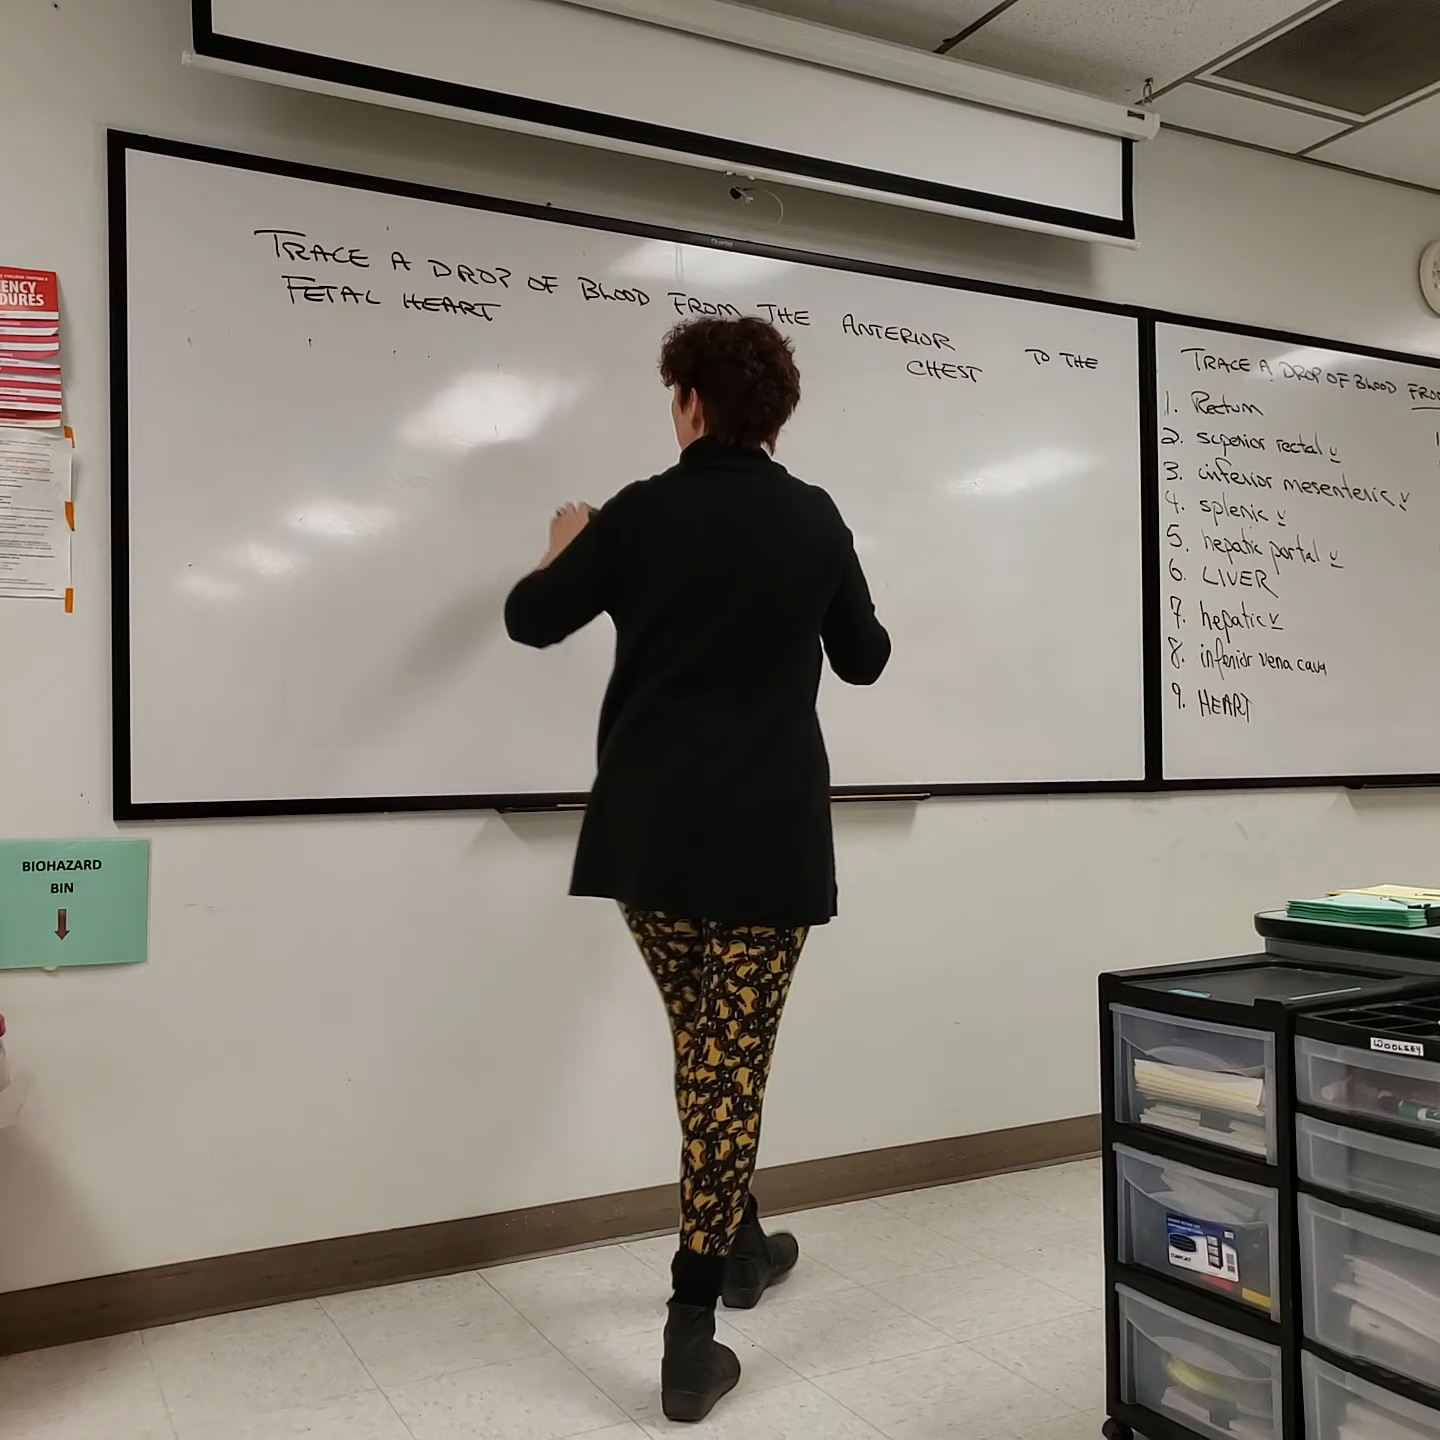 TRACE A DROP OF BLOOD FROM THE ANTERIOR TO THE
CHEST
FETAL HEART
TRACE A DROP OF BLOOD FRO
1. Rectum
2. superior rectal v
3. inferior mesenteric v
4. splenic v
5. hepatic portal v
6. LIVER
7. hepatic v
8. inferior vena cava
9. HEART
ENCY
DURES
BIOHAZARD
BIN
WOOLSEY